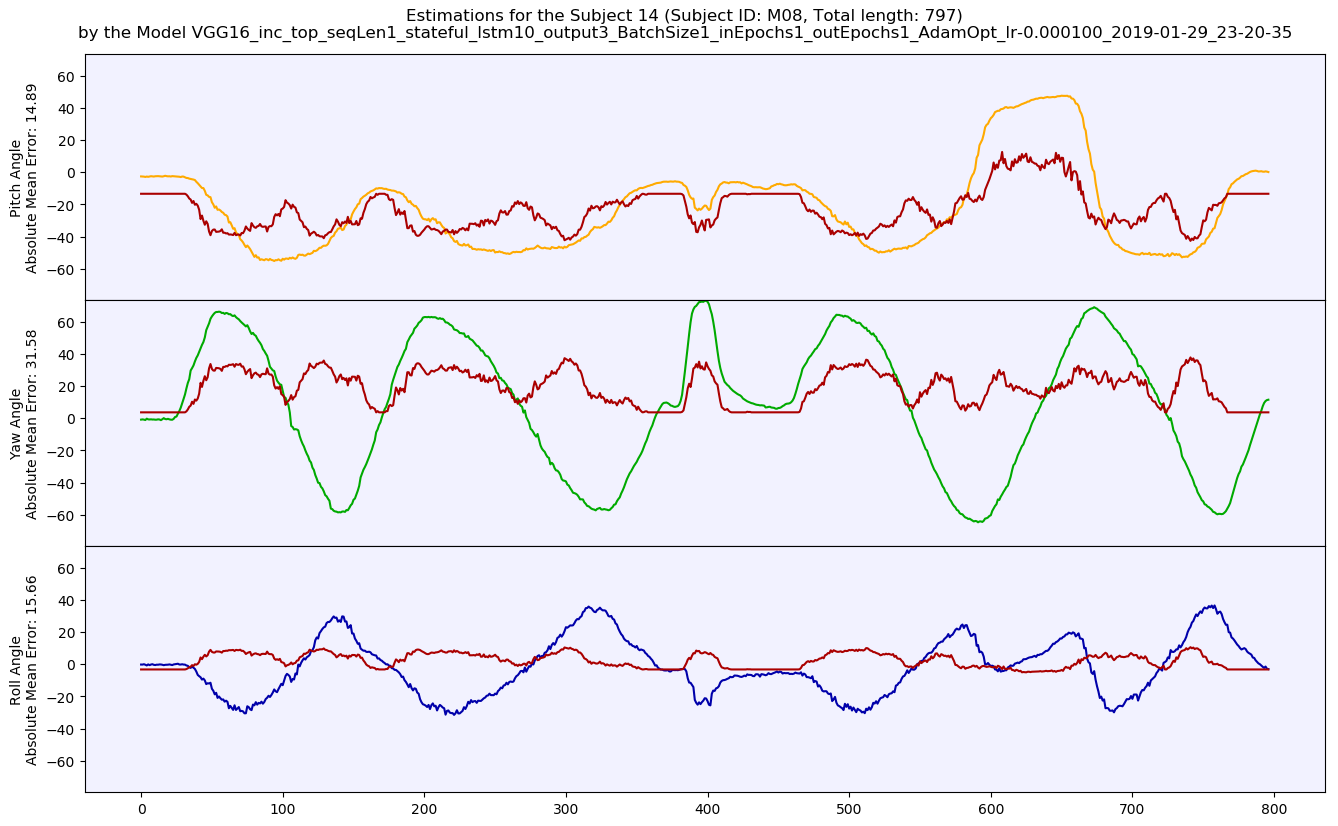 Estimations for the Subject 14 (Subject ID: M08, Total length: 797)
by the Model VGG16_inc_top_seqLen1_stateful_lstm10_output3_BatchSize1_inEpochs1_outEpochs1_AdamOpt_lr-0.000100_2019-01-29_23-20-35
Pitch Angle
Absolute Mean Error: 14.89
60
40
20
0
−20
−40
−60
Yaw Angle
Absolute Mean Error: 31.58
60
40
20
0
−20
−40
−60
Roll Angle
Absolute Mean Error: 15.66
60
40
20
0
−20
−40
−60
0 100 200 300 400 500 600 700 800